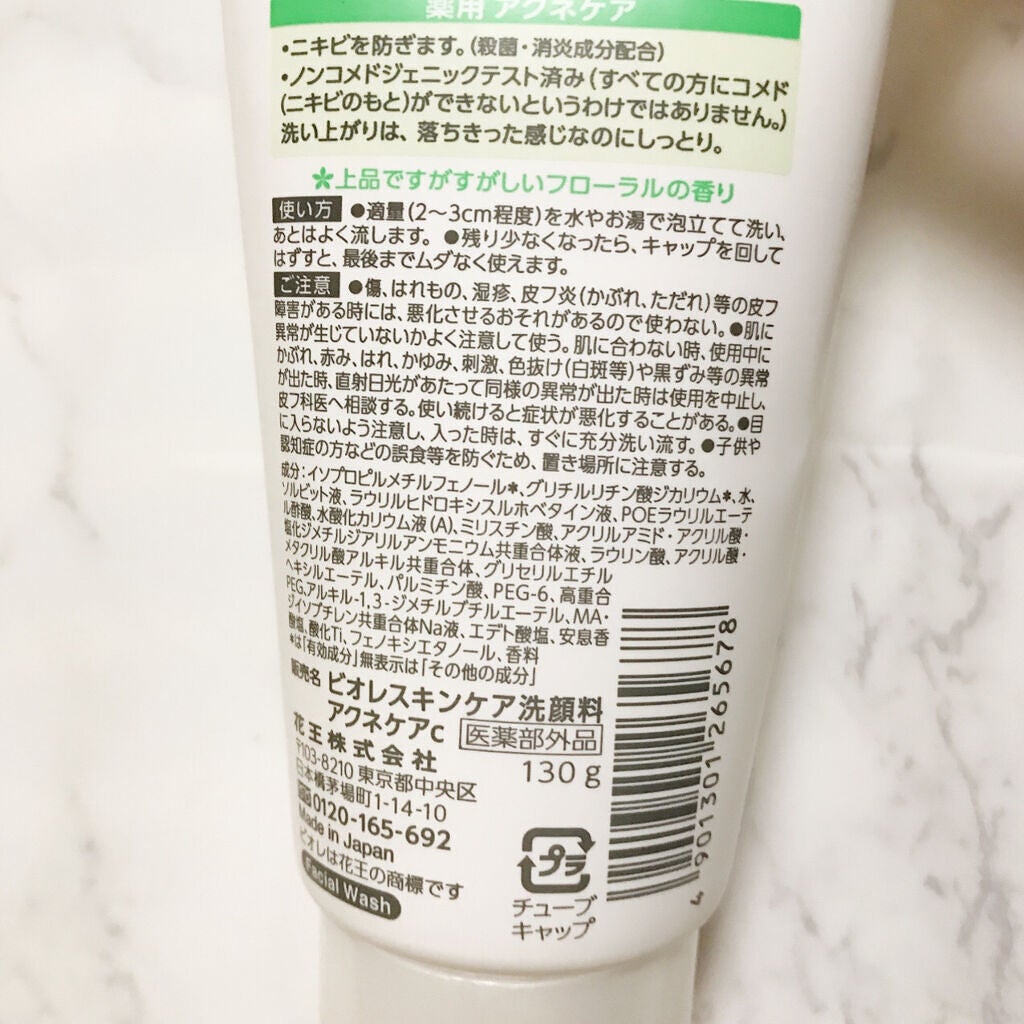 薬用 アクネケア
・ニキビを防ぎます。(殺菌・消炎成分配合)
・ノンコメドジェニックテスト済み(すべての方にコメド
(ニキビのもと)ができないというわけではありません。)
洗い上がりは、落ちきった感じなのにしっとり。
上品ですがすがしいフローラルの香り
使い方 ●適量(2〜3cm程度)を水やお湯で泡立てて洗い、
あとはよく流します。 ●残り少なくなったら、キャップを回して
はずすと、最後までムダなく使えます。
ご注意 ●傷、はれもの、湿疹、皮フ炎(かぶれ、ただれ)等の皮フ
障害がある時には、悪化させるおそれがあるので使わない。●肌に
異常が生じていないかよく注意して使う。肌に合わない時、使用中に
かぶれ、赤み、はれ、かゆみ、刺激、色抜け(白斑等)や黒ずみ等の異常
が出た時、直射日光があたって同様の異常が出た時は使用を中止し、
皮フ科医へ相談する。使い続けると症状が悪化することがある。●目
に入らないよう注意し、入った時は、すぐに充分洗い流す。●子供や
認知症の方などの誤食等を防ぐため、置き場所に注意する。
成分:イソプロピルメチルフェノール*、グリチルリチン酸ジカリウム*、水、
ソルビット液、ラウリルヒドロキシスルホベタイン液、POEラウリルエーテ
ル酢酸、水酸化カリウム液(A)、ミリスチン酸、アクリルアミド・アクリル酸・
塩化ジメチルジアリルアンモニウム共重合体液、ラウリン酸、アクリル酸・
メタクリル酸アルキル共重合体、グリセリルエチル
ヘキシルエーテル、パルミチン酸、PEG-6、高重合
PEG、アルキル-1,3-ジメチルブチルエーテル、MA・
ジイソブチレン共重合体Na液、エデト酸塩、安息香
酸塩、酸化Ti、フェノキシエタノール、香料
*は「有効成分」無表示は「その他の成分」
販売名 ビオレスキンケア洗顔料
アクネケアc 医薬部外品
花王株式会社
130 g
〒103-8210 東京都中央区
日本橋茅場町1-14-10
0120-165-692
Made in Japan
ビオレは花王の商標です
Facial Wash
プラ
チューブ
キャップ
4 901301 265678